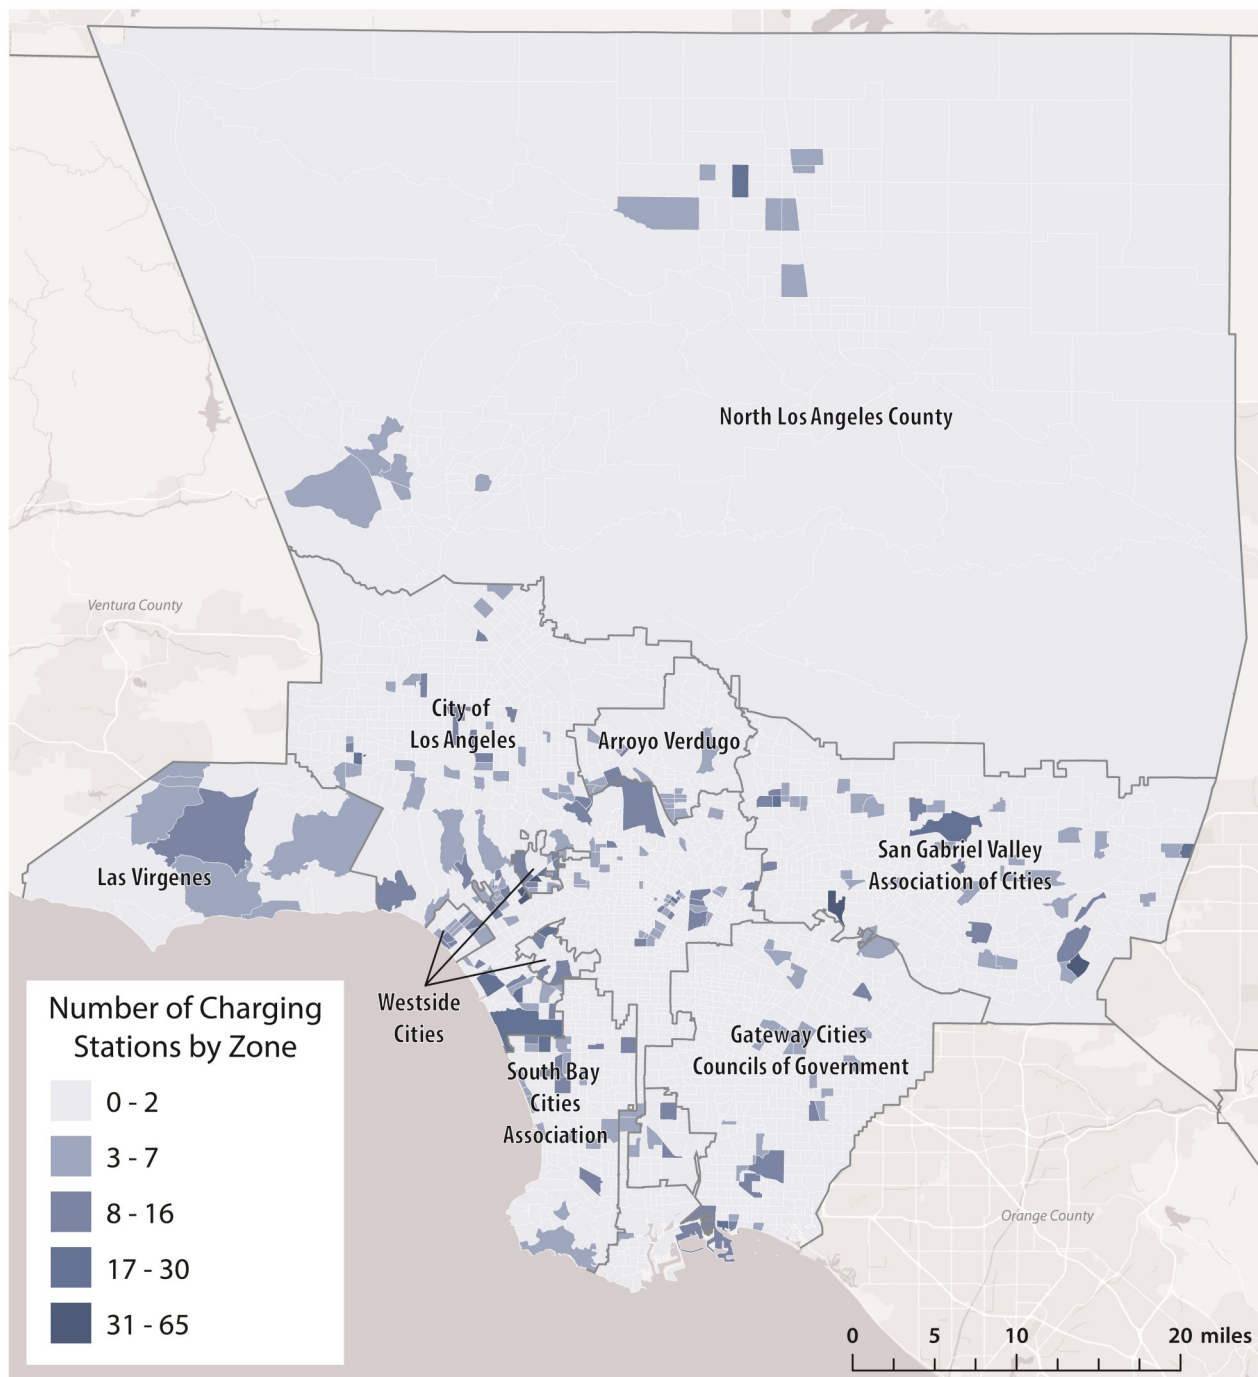 North Los Angeles County
Ventura County
City of
Los Angeles
Arroyo Verdugo
San Gabriel Valley
Association of Cities
Las Virgenes
Westside
Cities
Gateway Cities
Councils of Government
South Bay
Cities
Association
Orange County
Number of Charging
Stations by Zone
0 - 2
3 - 7
8 - 16
17 - 30
31 - 65
0 5 10 20 miles